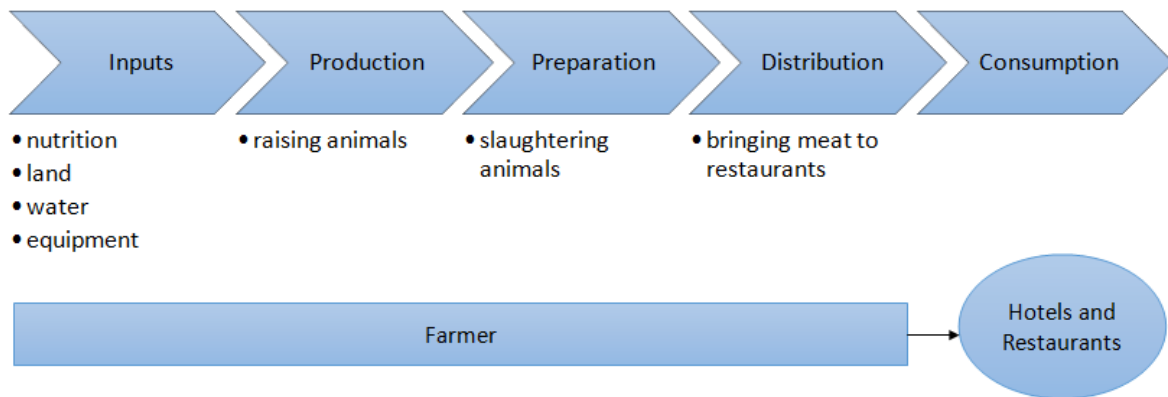 Inputs
Production
Preparation
Distribution
Consumption
• nutrition
• land
• water
• equipment
• raising animals
• slaughtering
animals
• bringing meat to
restaurants
Farmer
Hotels and
Restaurants